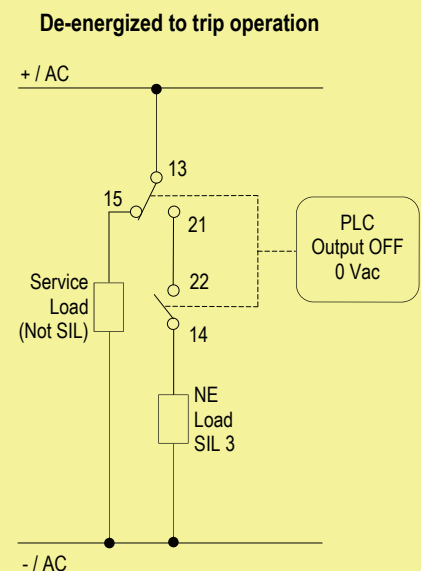 De-energized to trip operation
+ / AC
13
15
21
PLC
Output OFF
0 Vac
22
Service
Load
(Not SIL)
14
NE
Load
SIL 3
- / AC